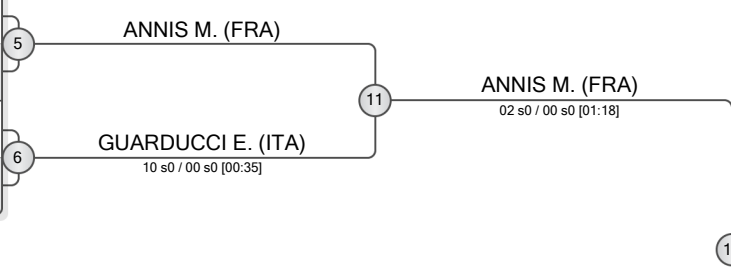 ANNIS M. (FRA)
5
11
ANNIS M. (FRA)
02 s0 / 00 s0 [01:18]
GUARDUCCI E. (ITA)
6
10 s0 / 00 s0 [00:35]